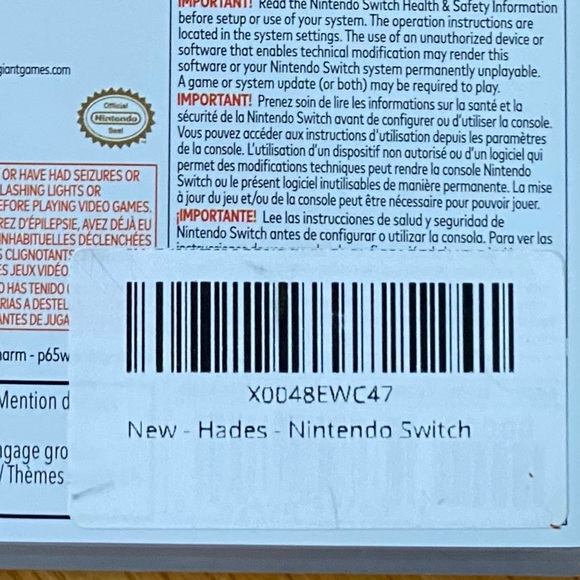 IMPORTANT! Read the Nintendo Switch Health & Safety Information
before setup or use of your system. The operation instructions are
located in the system settings. The use of an unauthorized device or
software that enables technical modification may render this
software or your Nintendo Switch system permanently unplayable.
A game or system update (or both) may be required to play.
IMPORTANT! Prenez soin de lire les informations sur la santé et la
sécurité de la Nintendo Switch avant de configurer ou d'utiliser la console.
Vous pouvez accéder aux instructions d'utilisation depuis les paramètres
de la console. L'utilisation d'un dispositif non autorisé ou d'un logiciel qui
permet des modifications techniques peut rendre la console Nintendo
Switch ou le présent logiciel inutilisables de manière permanente. La mise
à jour du jeu et/ou de la console peut être nécessaire pour pouvoir jouer.
¡IMPORTANTE! Lee las instrucciones de salud y seguridad de
Nintendo Switch antes de configurar o utilizar la consola. Para ver las
giantgames.com
Official
Nintendo
Seal
OR HAVE HAD SEIZURES OR
LASHING LIGHTS OR
EFORE PLAYING VIDEO GAMES.
REZ D'ÉPILEPSIE, AVEZ DÉJÀ EU
NHABITUELLES DÉCLENCHÉES
S CLIGNOTANTS
ES JEUX VIDÉO
O HAS TENIDO
RIAS A DESTEL
ANTES DE JUGA
arm - p65w
Mention d
ngage gro
/ Thèmes
X0048EWC47
New - Hades - Nintendo Switch